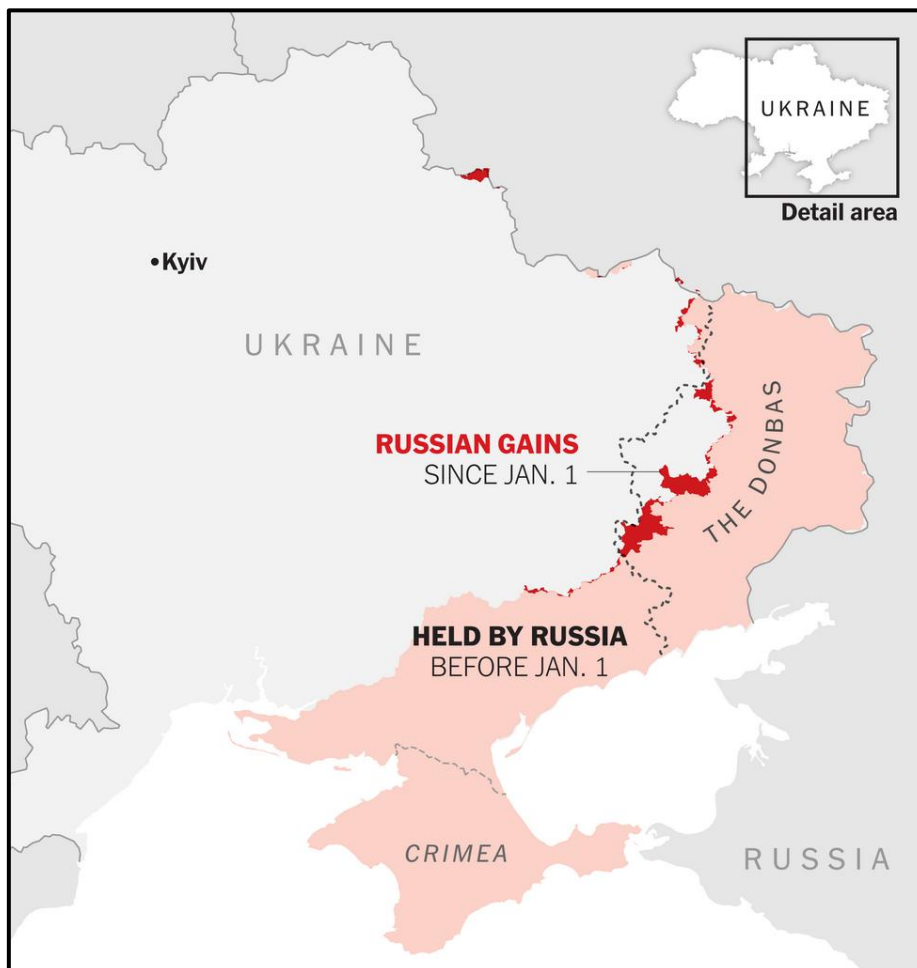 UKRAINE
Detail area
Kyiv
UKRAINE
RUSSIAN GAINS
SINCE JAN. 1
THE DONBAS
HELD BY RUSSIA
BEFORE JAN. 1
CRIMEA
RUSSIA